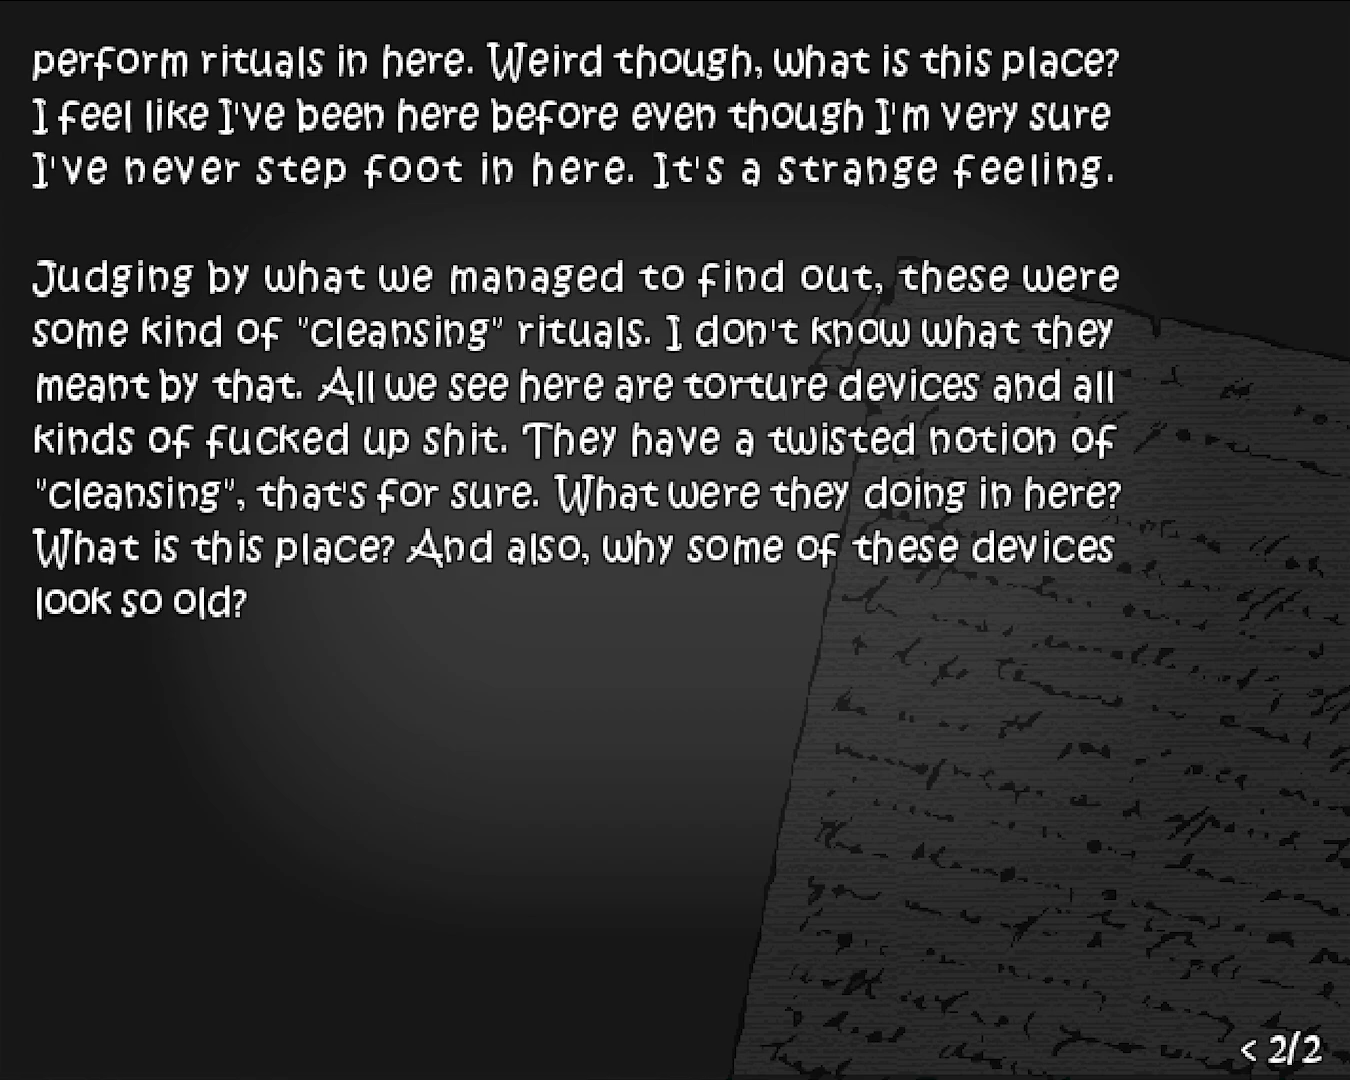 perform rituals in here. Weird though, what is this place?
I feel like I've been here before even though I'm very sure
I've never step foot in here. It's a strange feeling.
Judging by what we managed to find out, these were
some kind of "cleansing" rituals. I don't know what they
meant by that. All we see here are torture devices and all
kinds of fucked up shit. They have a twisted notion of
"cleansing", that's for sure. What were they doing in here?
What is this place? And also, why some of these devices
look so old?
< 2/2